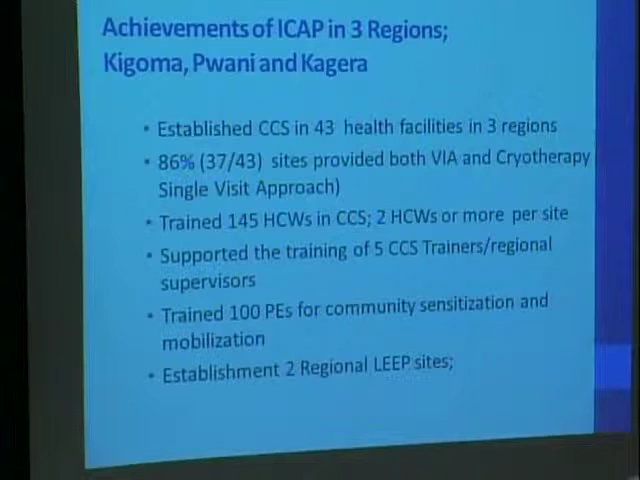 Achievements of ICAP in 3 Regions;
Kigoma, Pwani and Kagera
• Established CCS in 43 health facilities in 3 regions
• 86% (37/43) sites provided both VIA and Cryotherapy
Single Visit Approach)
• Trained 145 HCWs in CCS; 2 HCWs or more per site
• Supported the training of 5 CCS Trainers/regional
supervisors
• Trained 100 PEs for community sensitization and
mobilization
• Establishment 2 Regional LEEP sites;